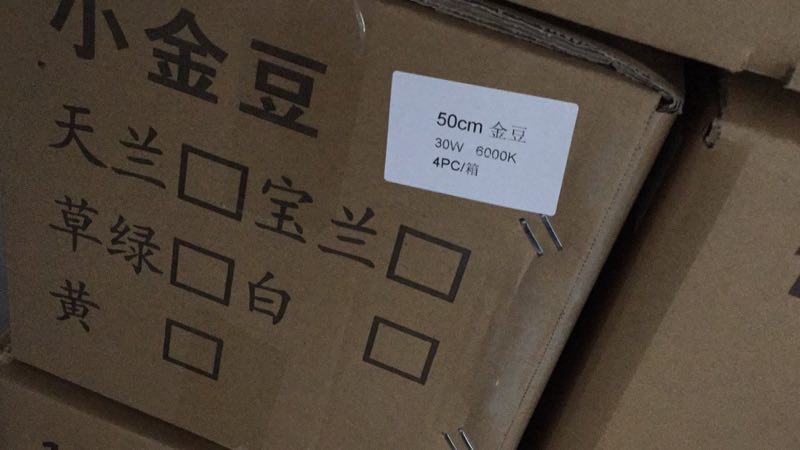 小金豆
天兰□ 宝兰□
草绿□ 白□
黄□
50cm 金豆
30W 6000K
4PC/箱